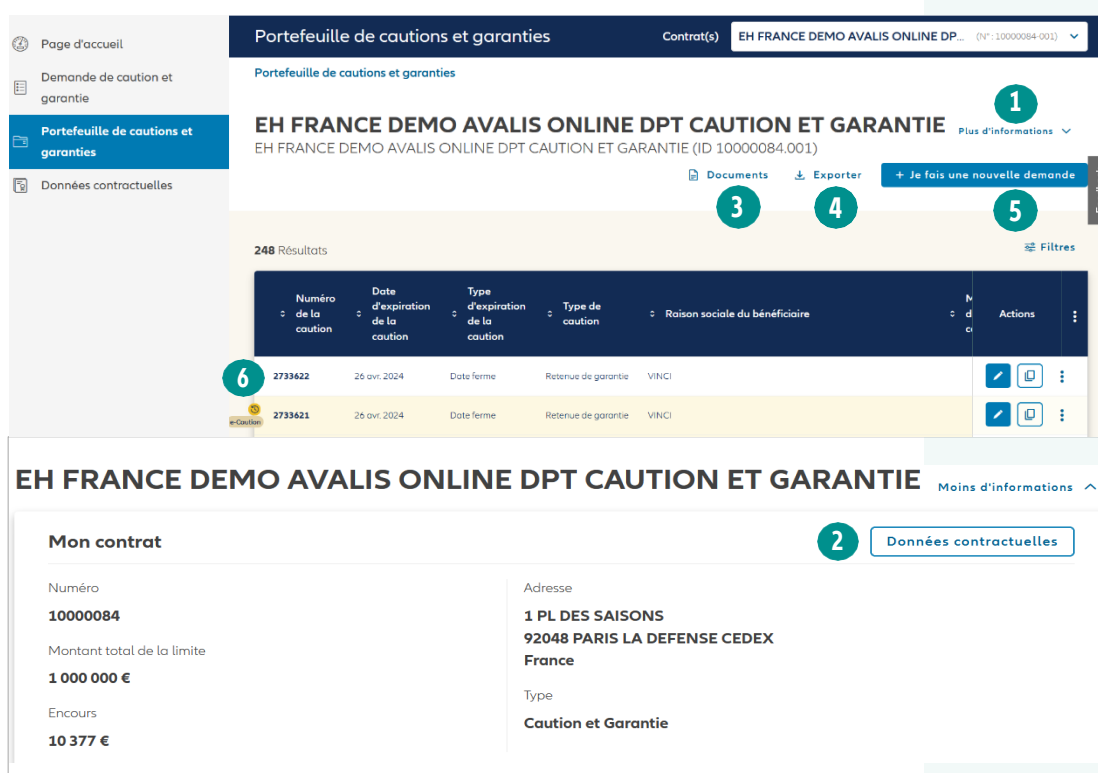 Page d'accueil
Demande de caution et
garantie
Portefeuille de cautions et
garanties
Données contractuelles
Portefeuille de cautions et garanties
Contrat(s)
EH FRANCE DEMO AVALIS ONLINE DP... (N° : 10000084-001)
Portefeuille de cautions et garanties
1
EH FRANCE DEMO AVALIS ONLINE DPT CAUTION ET GARANTIE Plus d'informations
EH FRANCE DEMO AVALIS ONLINE DPT CAUTION ET GARANTIE (ID 10000084.001)
Documents
Exporter
+ Je fais une nouvelle demande
3
4
5
248 Résultats
Filtres
Numéro
de la
caution
Date
d'expiration
de la
caution
Type
d'expiration
de la
caution
Type de
caution
Raison sociale du bénéficiaire
Actions
6
2733622 26 avr. 2024 Date ferme Retenue de garantie VINCI
2733621 26 avr. 2024 Date ferme Retenue de garantie VINCI
e-Caution
EH FRANCE DEMO AVALIS ONLINE DPT CAUTION ET GARANTIE Moins d'informations
Mon contrat
2
Données contractuelles
Numéro
10000084
Montant total de la limite
1 000 000 €
Encours
10 377 €
Adresse
1 PL DES SAISONS
92048 PARIS LA DEFENSE CEDEX
France
Type
Caution et Garantie